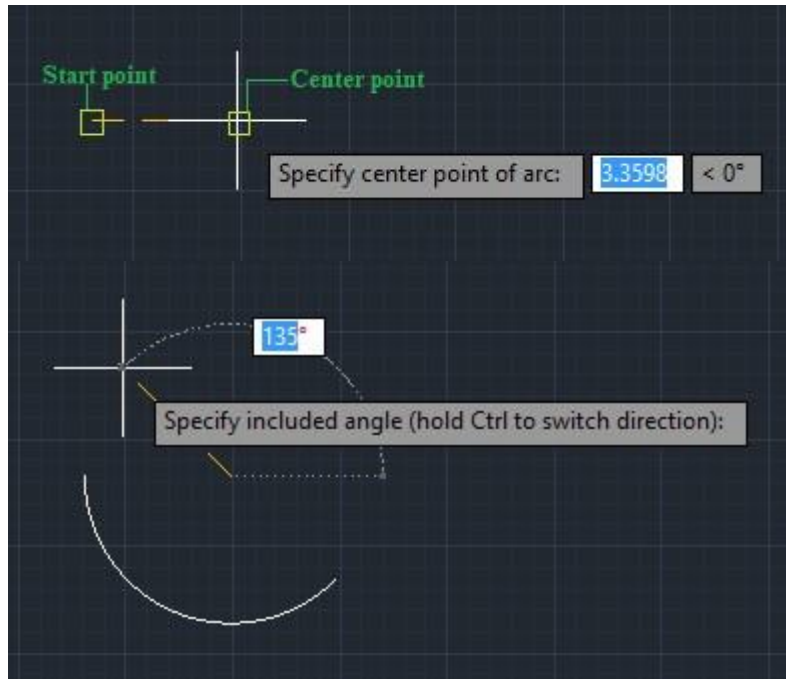 Start point
Center point
Specify center point of arc: 3.3598 < 0°
135°
Specify included angle (hold Ctrl to switch direction):